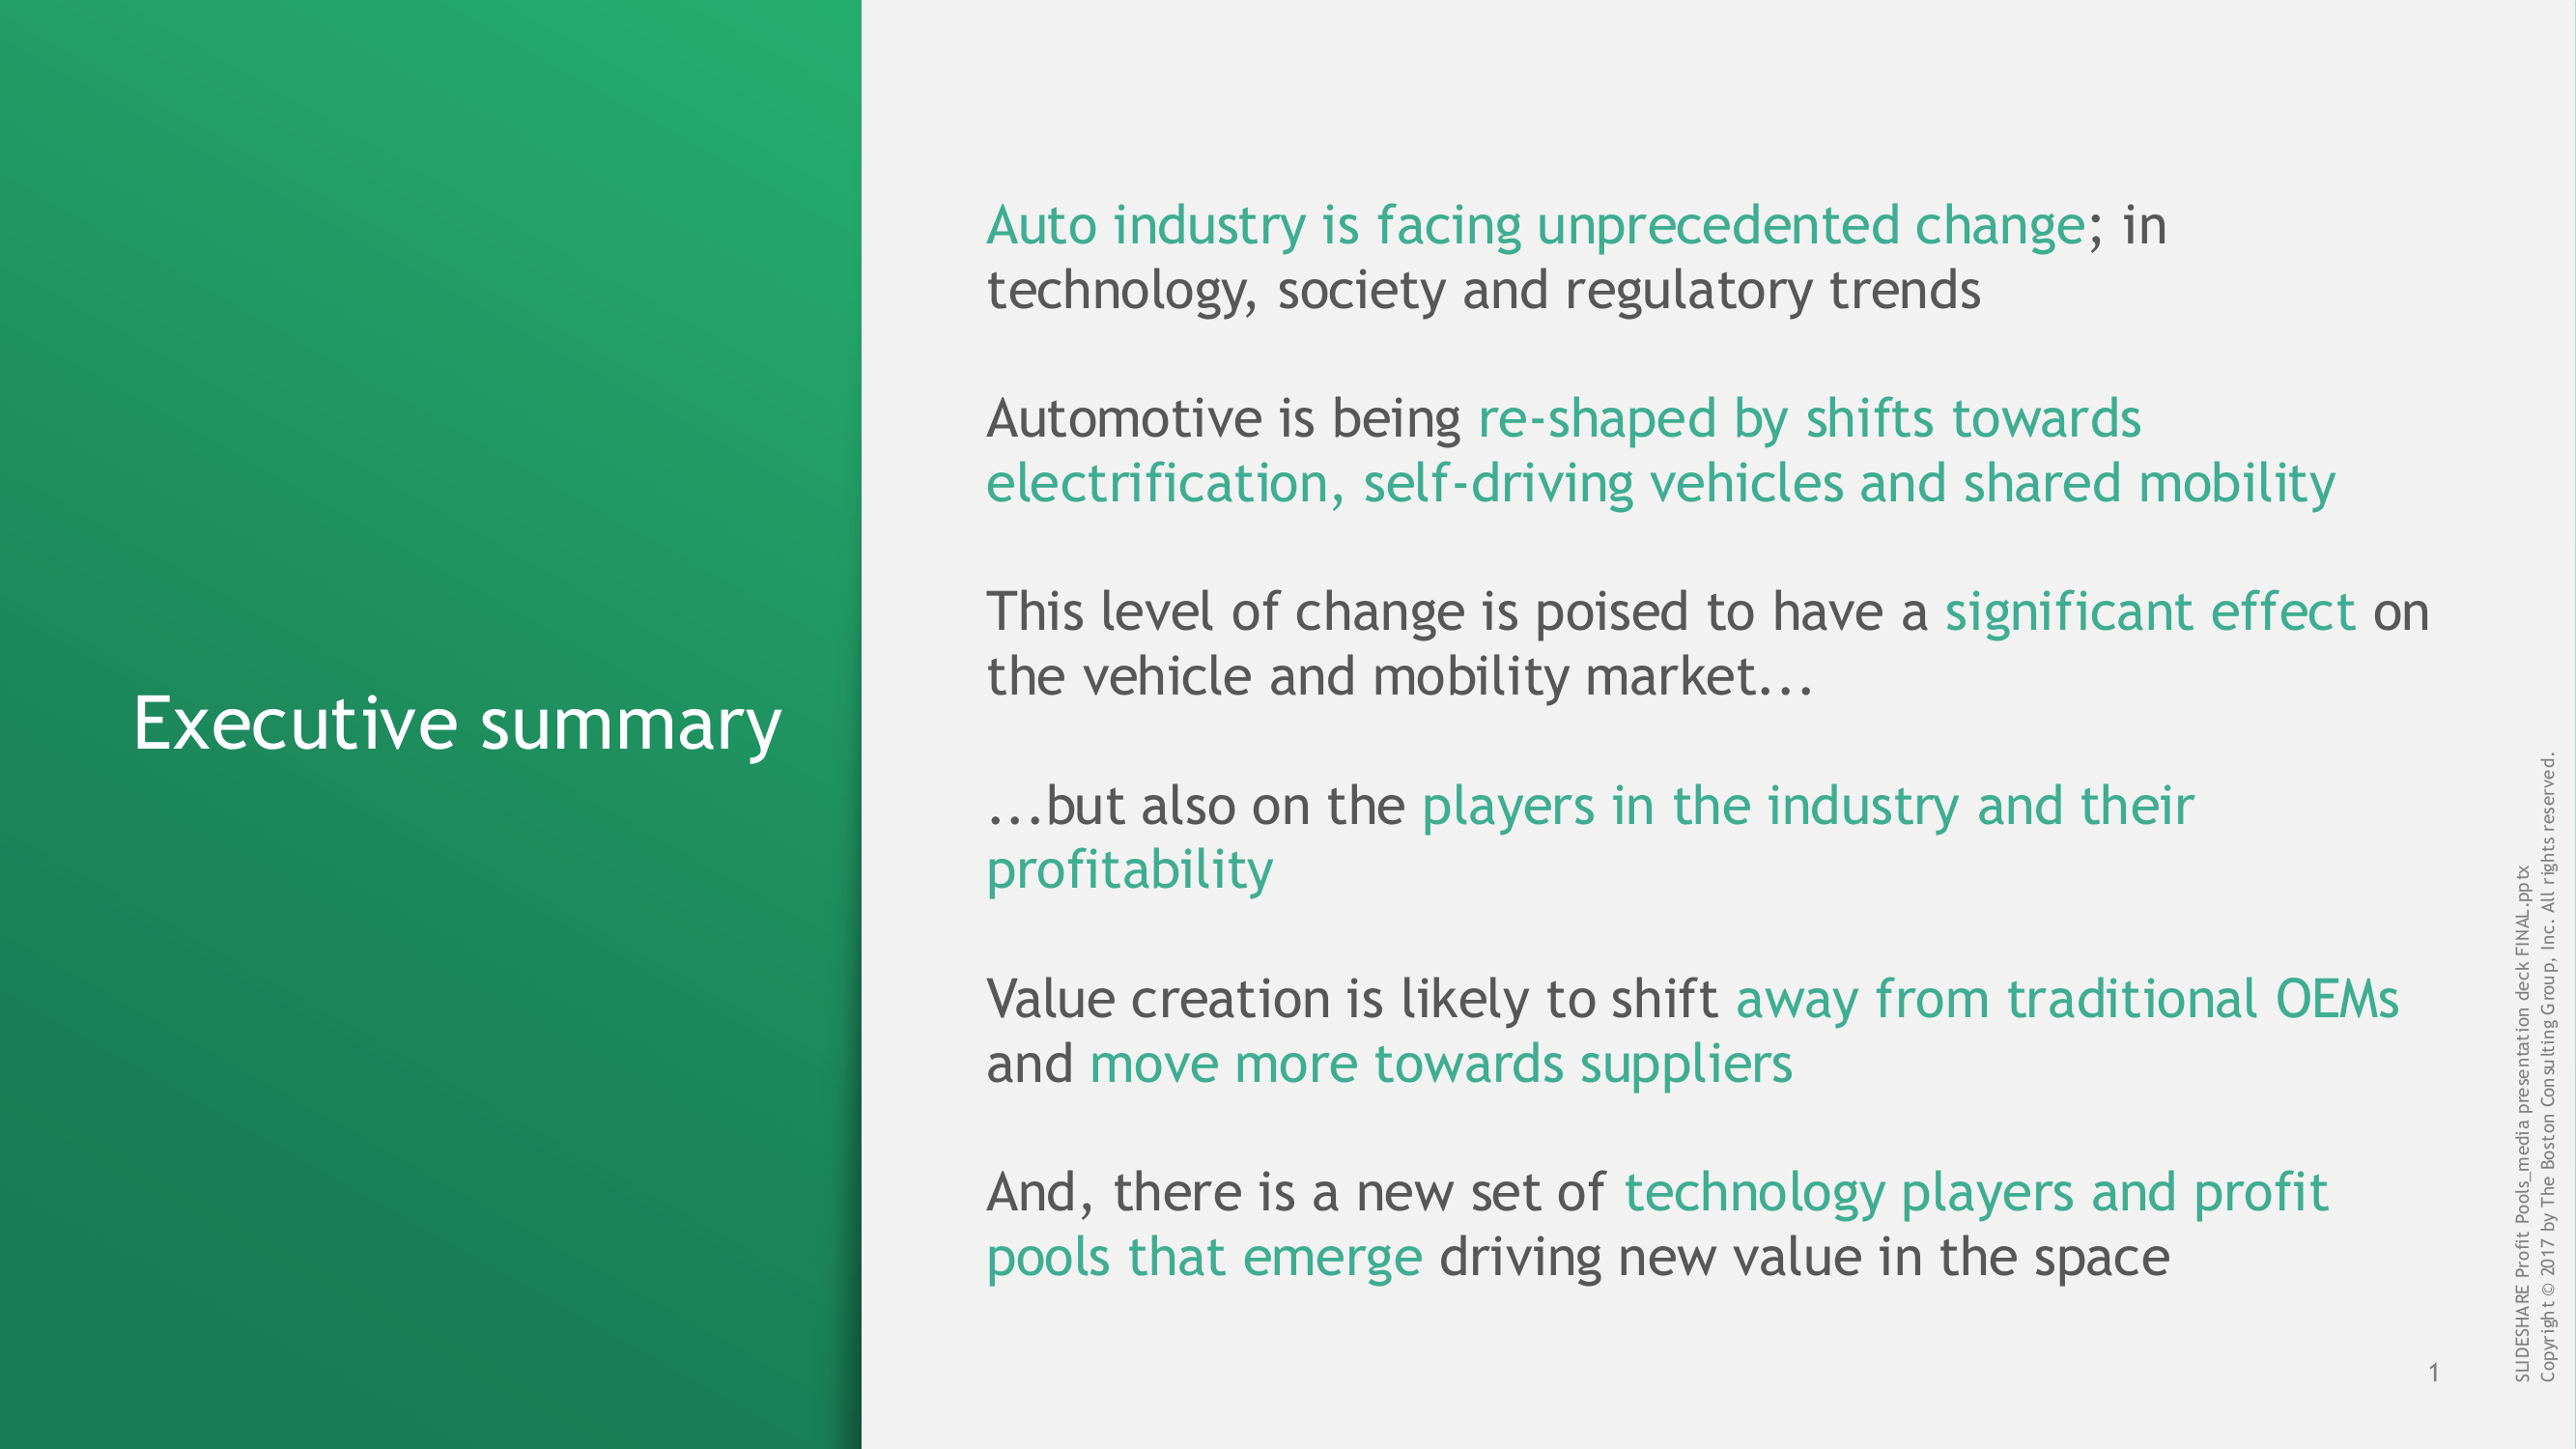 Executive summary
Auto industry is facing unprecedented change; in
technology, society and regulatory trends
Automotive is being re-shaped by shifts towards
electrification, self-driving vehicles and shared mobility
This level of change is poised to have a significant effect on
the vehicle and mobility market...
...but also on the players in the industry and their
profitability
Value creation is likely to shift away from traditional OEMs
and move more towards suppliers
And, there is a new set of technology players and profit
pools that emerge driving new value in the space
1
SLIDESHARE Profit Pools_media presentation deck FINAL.pptx
Copyright © 2017 by The Boston Consulting Group, Inc. All rights reserved.